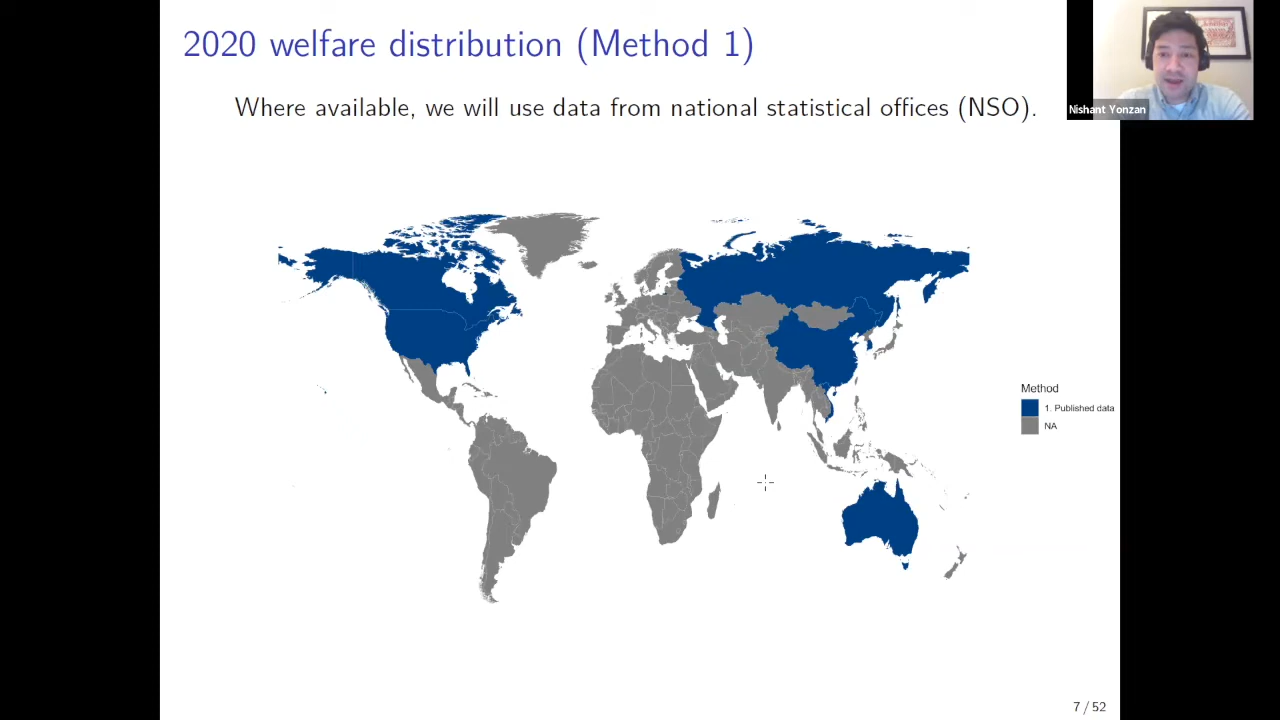 2020 welfare distribution (Method 1)
Nishant Yonzan
Where available, we will use data from national statistical offices (NSO).
Method
1. Published data
NA
7 / 52